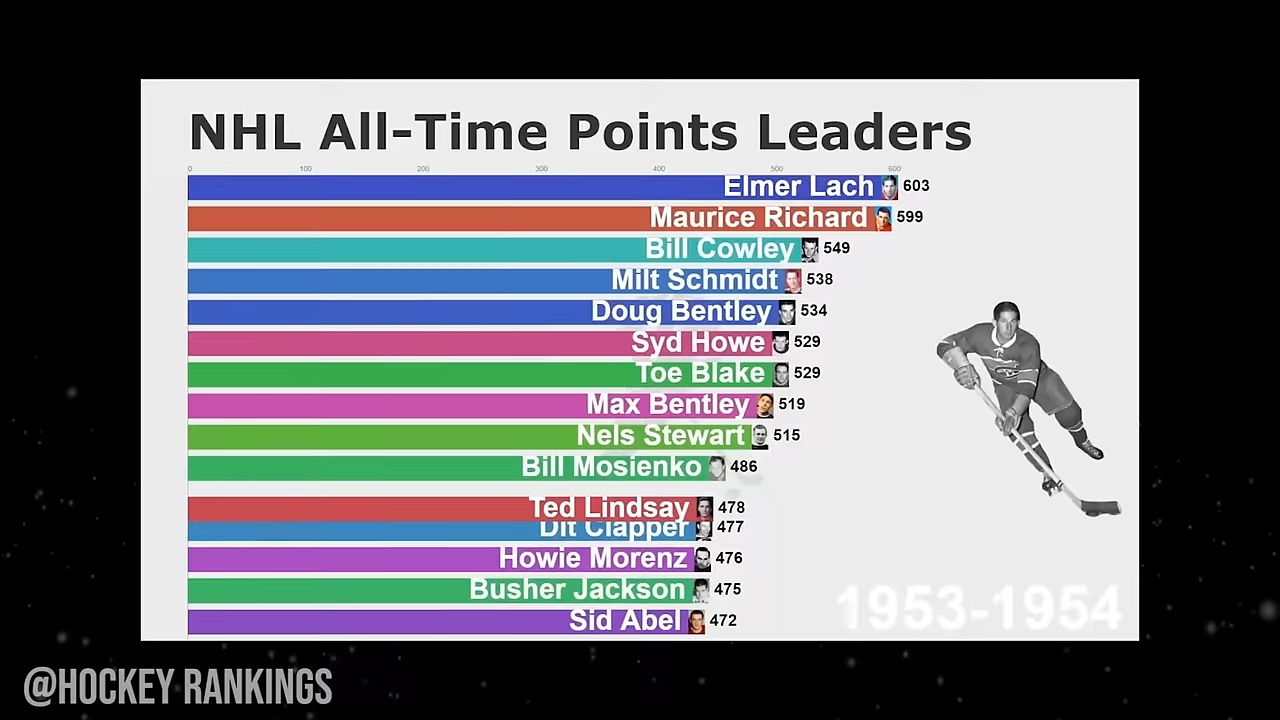 NHL All-Time Points Leaders
0 100 200 300 400 500 600
Elmer Lach 603
Maurice Richard 599
Bill Cowley 549
Milt Schmidt 538
Doug Bentley 534
Syd Howe 529
Toe Blake 529
Max Bentley 519
Nels Stewart 515
Bill Mosienko 486
Ted Lindsay 478
Dit Clapper 477
Howie Morenz 476
Busher Jackson 475
Sid Abel 472
1953-1954
@HOCKEY RANKINGS